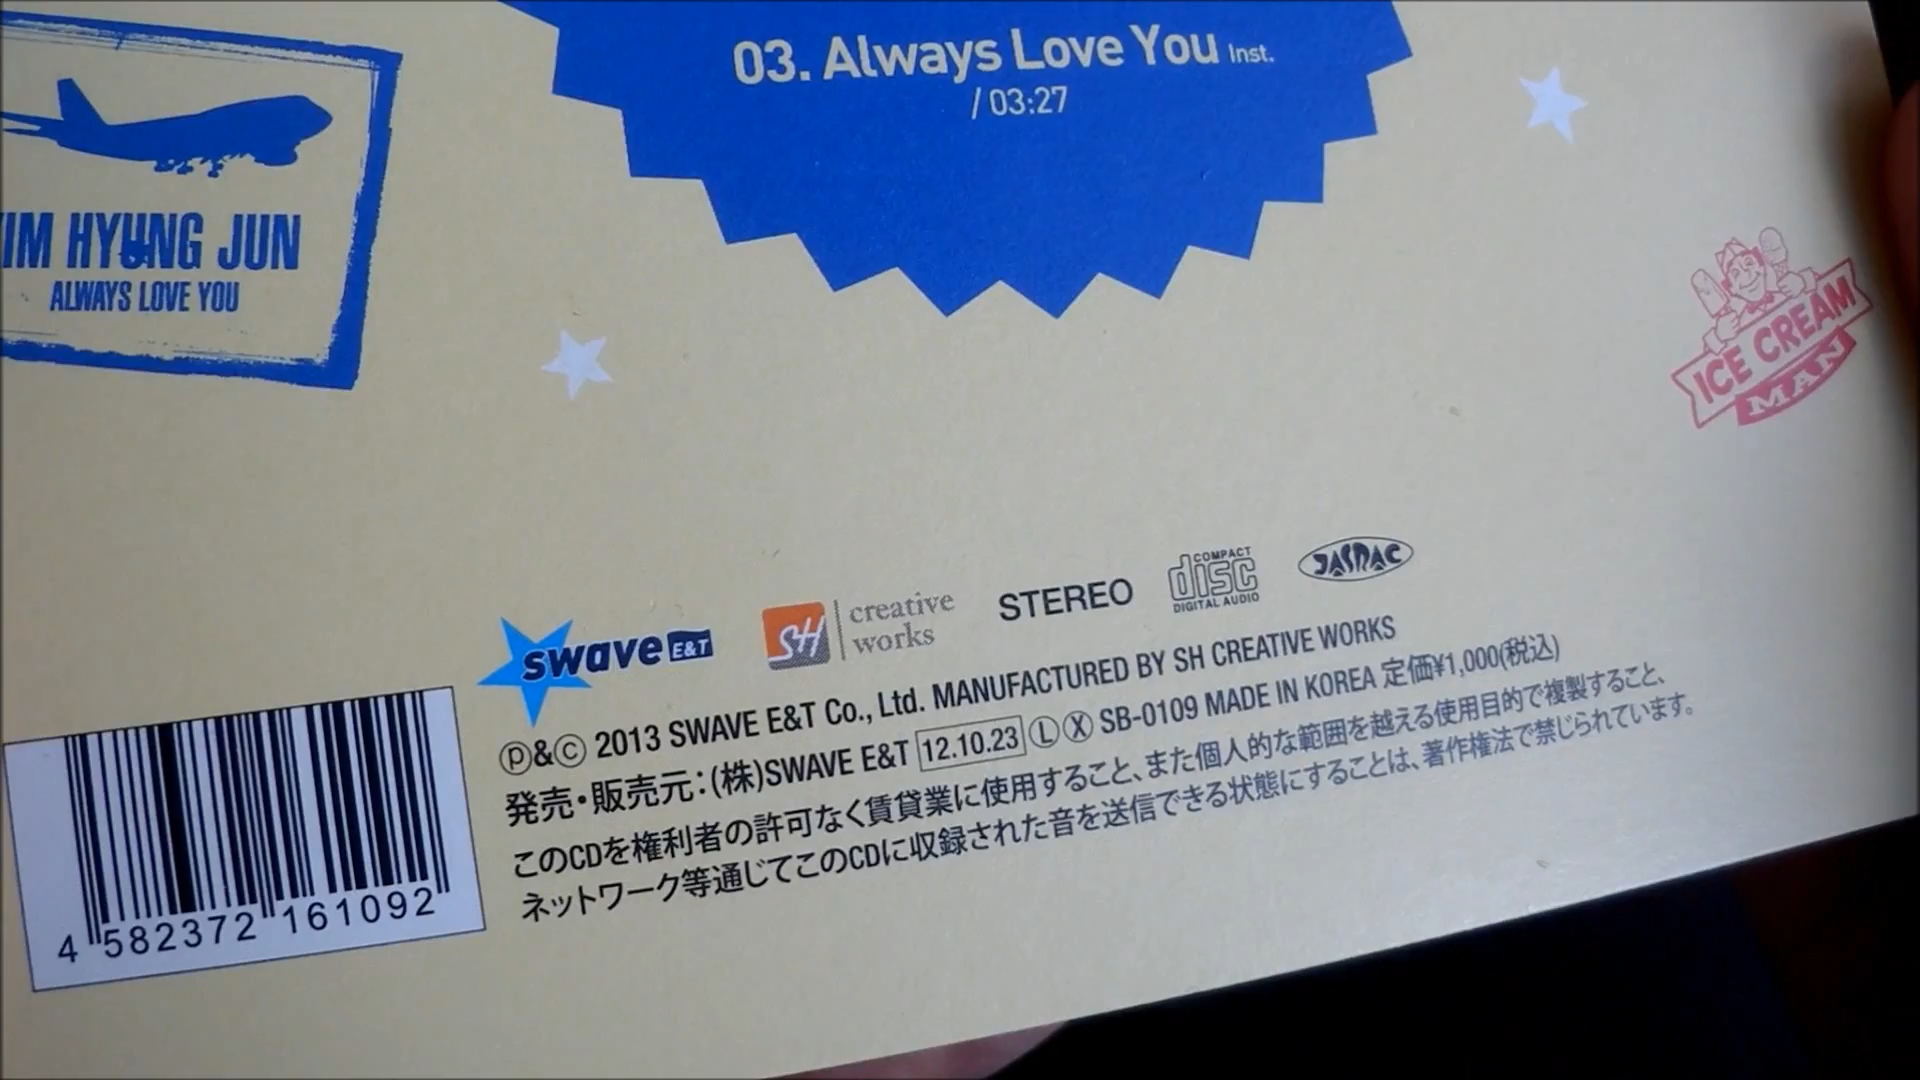 03. Always Love You Inst.
/ 03:27
IM HYUNG JUN
ALWAYS LOVE YOU
ICE CREAM
MAN
swave E&T
SH creative works
STEREO
COMPACT disc DIGITAL AUDIO
JASRAC
Ⓟ&Ⓒ 2013 SWAVE E&T Co., Ltd. MANUFACTURED BY SH CREATIVE WORKS
発売・販売元:(株)SWAVE E&T 12.10.23 Ⓛ Ⓧ SB-0109 MADE IN KOREA 定価¥1,000(税込)
このCDを権利者の許可なく賃貸業に使用すること、また個人的な範囲を越える使用目的で複製すること、
ネットワーク等通じてこのCDに収録された音を送信できる状態にすることは、著作権法で禁じられています。
4 582372 161092